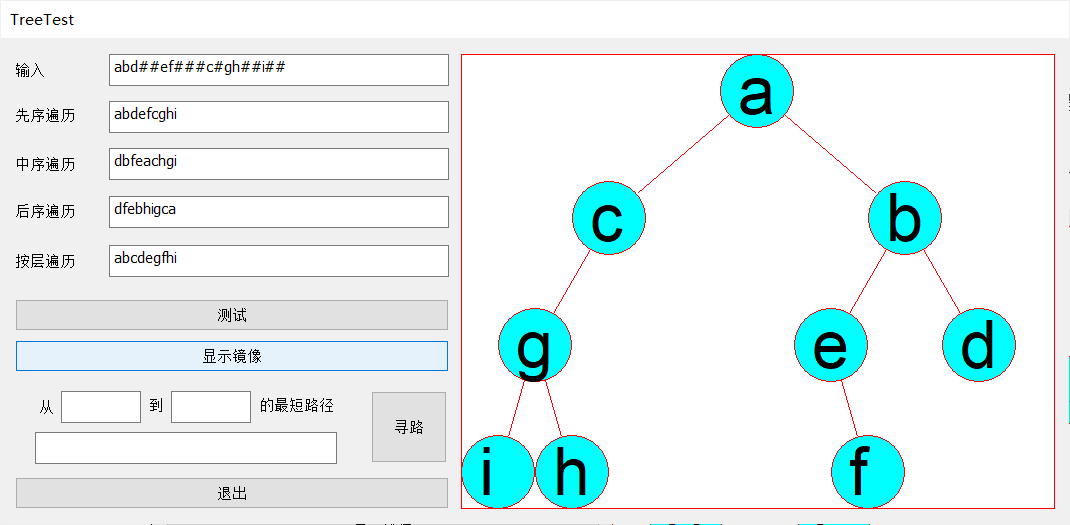 TreeTest
输入 abd##ef###c#gh##i##
先序遍历 abdefcghi
中序遍历 dbfeachgi
后序遍历 dfebhigca
按层遍历 abcdegfhi
测试
显示镜像
从 到 的最短路径
寻路
退出
a
c b
g e d
i h f